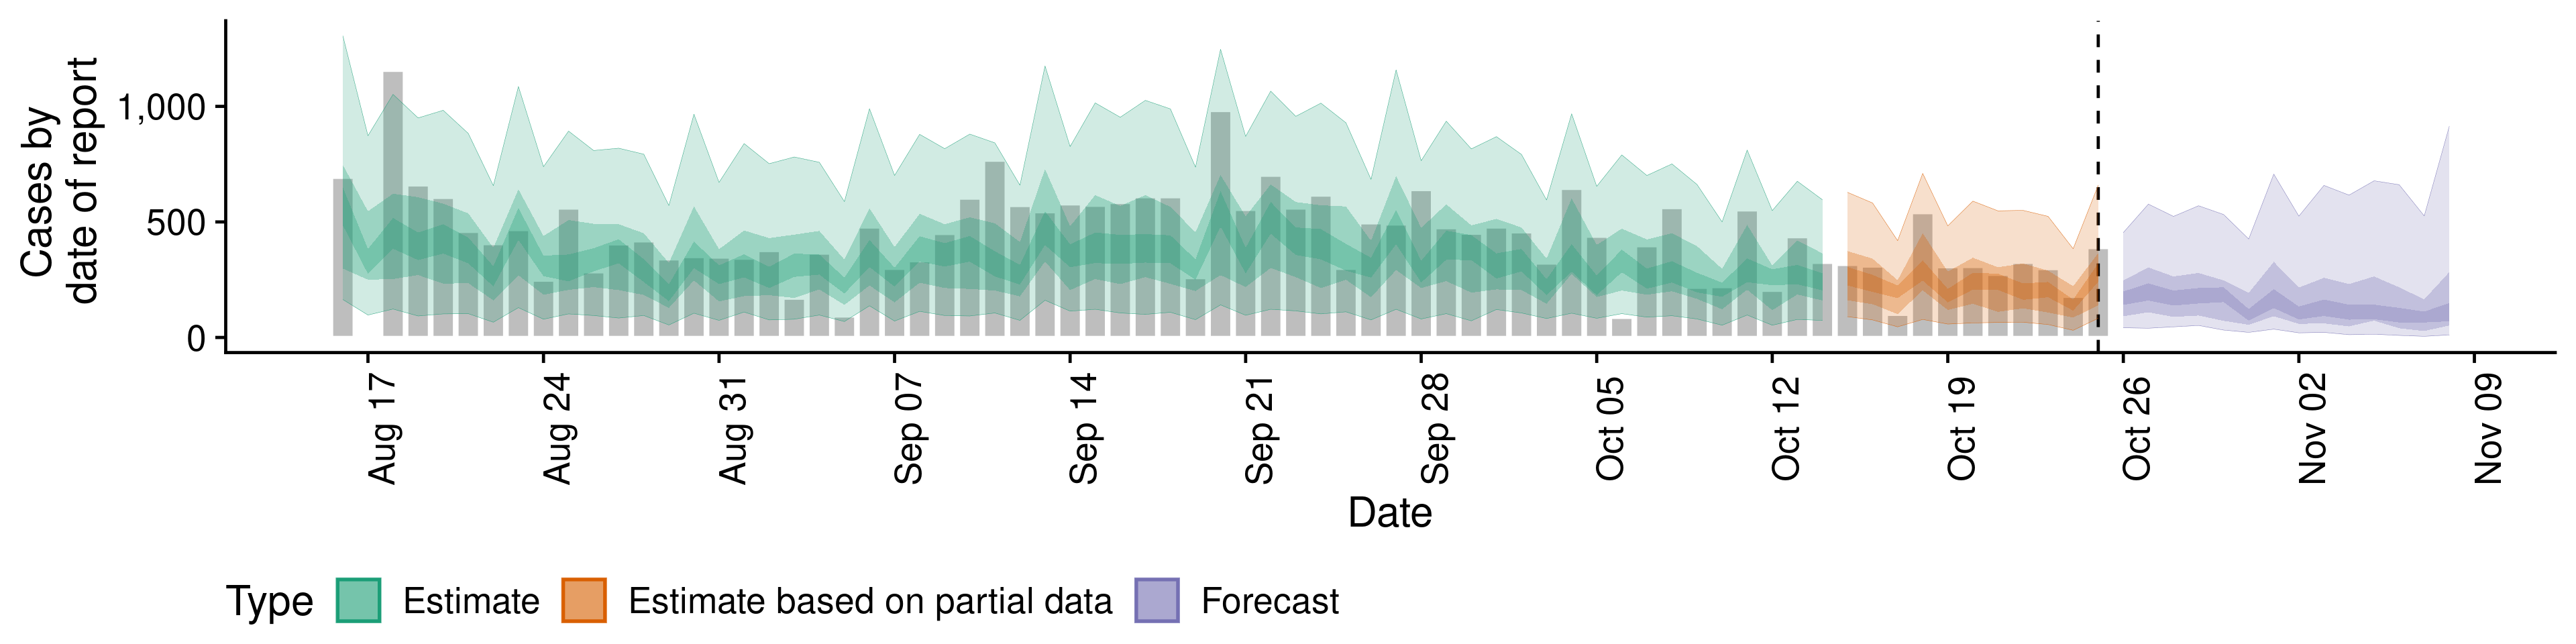 Cases by
date of report
1,000
500
0
Aug 17
Aug 24
Aug 31
Sep 07
Sep 14
Sep 21
Sep 28
Oct 05
Oct 12
Oct 19
Oct 26
Nov 02
Nov 09
Date
Type Estimate Estimate based on partial data Forecast